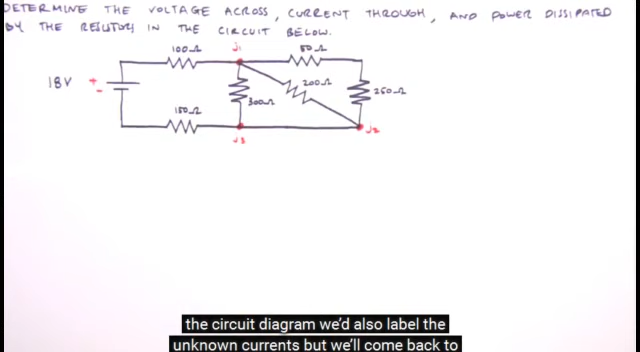 DETERMINE THE VOLTAGE ACROSS, CURRENT THROUGH, AND POWER DISSIPATED
BY THE RESISTORS IN THE CIRCUIT BELOW.
100Ω J1 50Ω
18V + - 300Ω 200Ω 250Ω
150Ω J3 J2
the circuit diagram we'd also label the
unknown currents but we'll come back to